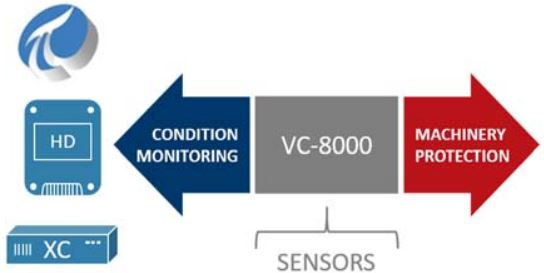 HD
XC
CONDITION
MONITORING
VC-8000
MACHINERY
PROTECTION
SENSORS